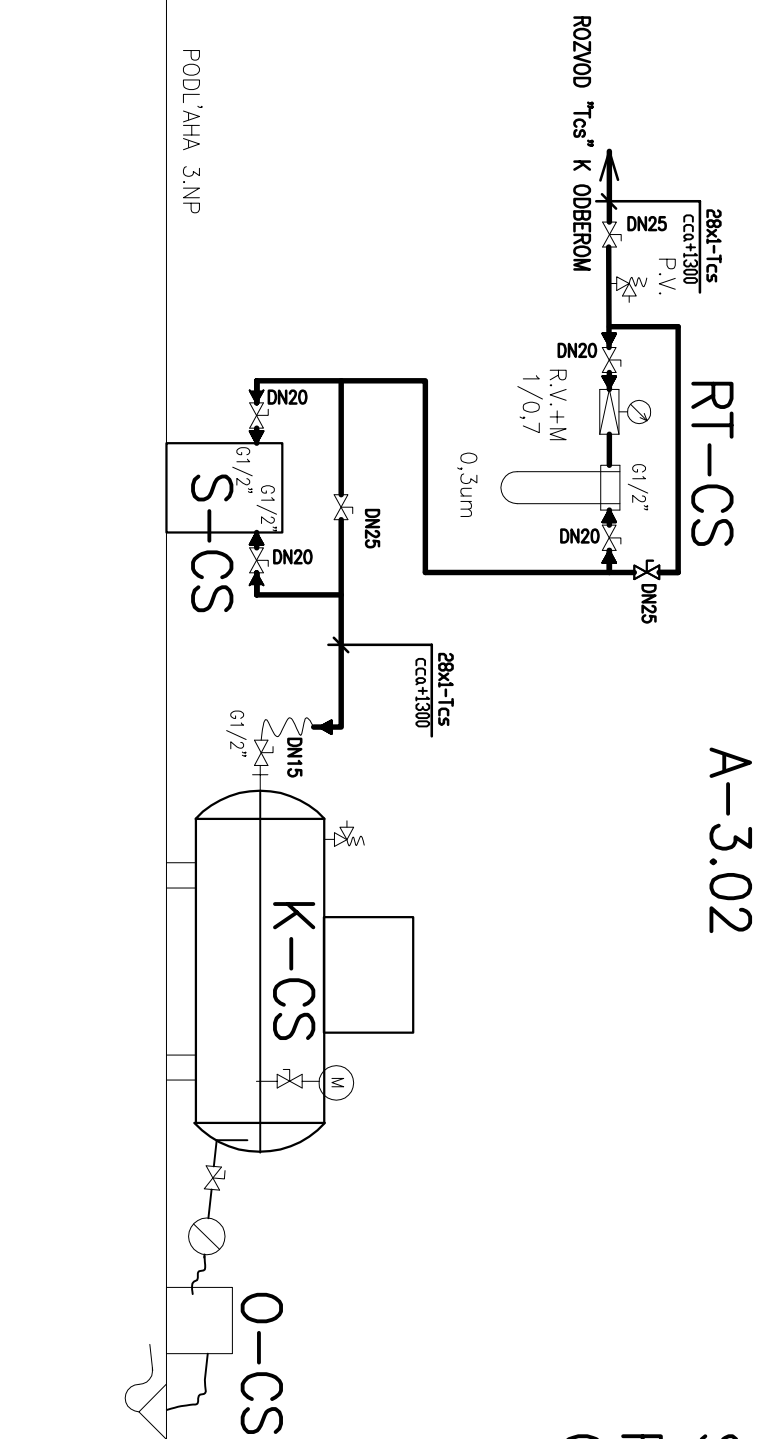 A-3.02
RT-CS
28x1-Tcs
cca+1300
DN25
P.V.
ROZVOD "Tcs" K ODBEROM
DN20
R.V.+M
1/0,7
G1/2"
0,3um
DN20
DN25
28x1-Tcs
cca+1300
DN25
DN20
G1/2"
G1/2"
S-CS
DN20
DN15
G1/2"
K-CS
M
O-CS
PODL'AHA 3.NP